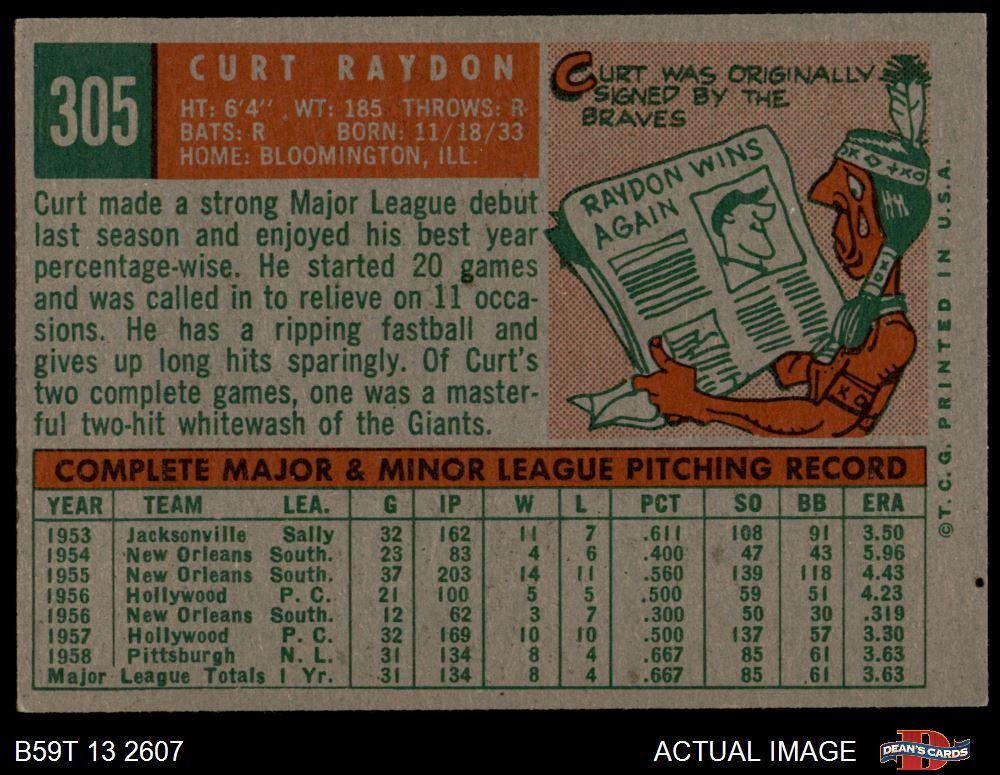 305
CURT RAYDON
HT: 6'4" WT: 185 THROWS: R
BATS: R BORN: 11/18/33
HOME: BLOOMINGTON, ILL.
CURT WAS ORIGINALLY
SIGNED BY THE
BRAVES
RAYDON WINS
AGAIN
Curt made a strong Major League debut
last season and enjoyed his best year
percentage-wise. He started 20 games
and was called in to relieve on 11 occa-
sions. He has a ripping fastball and
gives up long hits sparingly. Of Curt's
two complete games, one was a master-
ful two-hit whitewash of the Giants.
©T. C. G. PRINTED IN U.S.A.
COMPLETE MAJOR & MINOR LEAGUE PITCHING RECORD
YEAR TEAM LEA. G IP W L PCT SO BB ERA
1953 Jacksonville Sally 32 162 11 7 .611 108 91 3.50
1954 New Orleans South. 23 83 4 6 .400 47 43 5.96
1955 New Orleans South. 37 203 14 11 .560 139 118 4.43
1956 Hollywood P. C. 21 100 5 5 .500 59 51 4.23
1956 New Orleans South. 12 62 3 7 .300 50 30 .319
1957 Hollywood P. C. 32 169 10 10 .500 137 57 3.30
1958 Pittsburgh N. L. 31 134 8 4 .667 85 61 3.63
Major League Totals 1 Yr. 31 134 8 4 .667 85 61 3.63
B59T 13 2607
ACTUAL IMAGE
D
DEAN'S CARDS